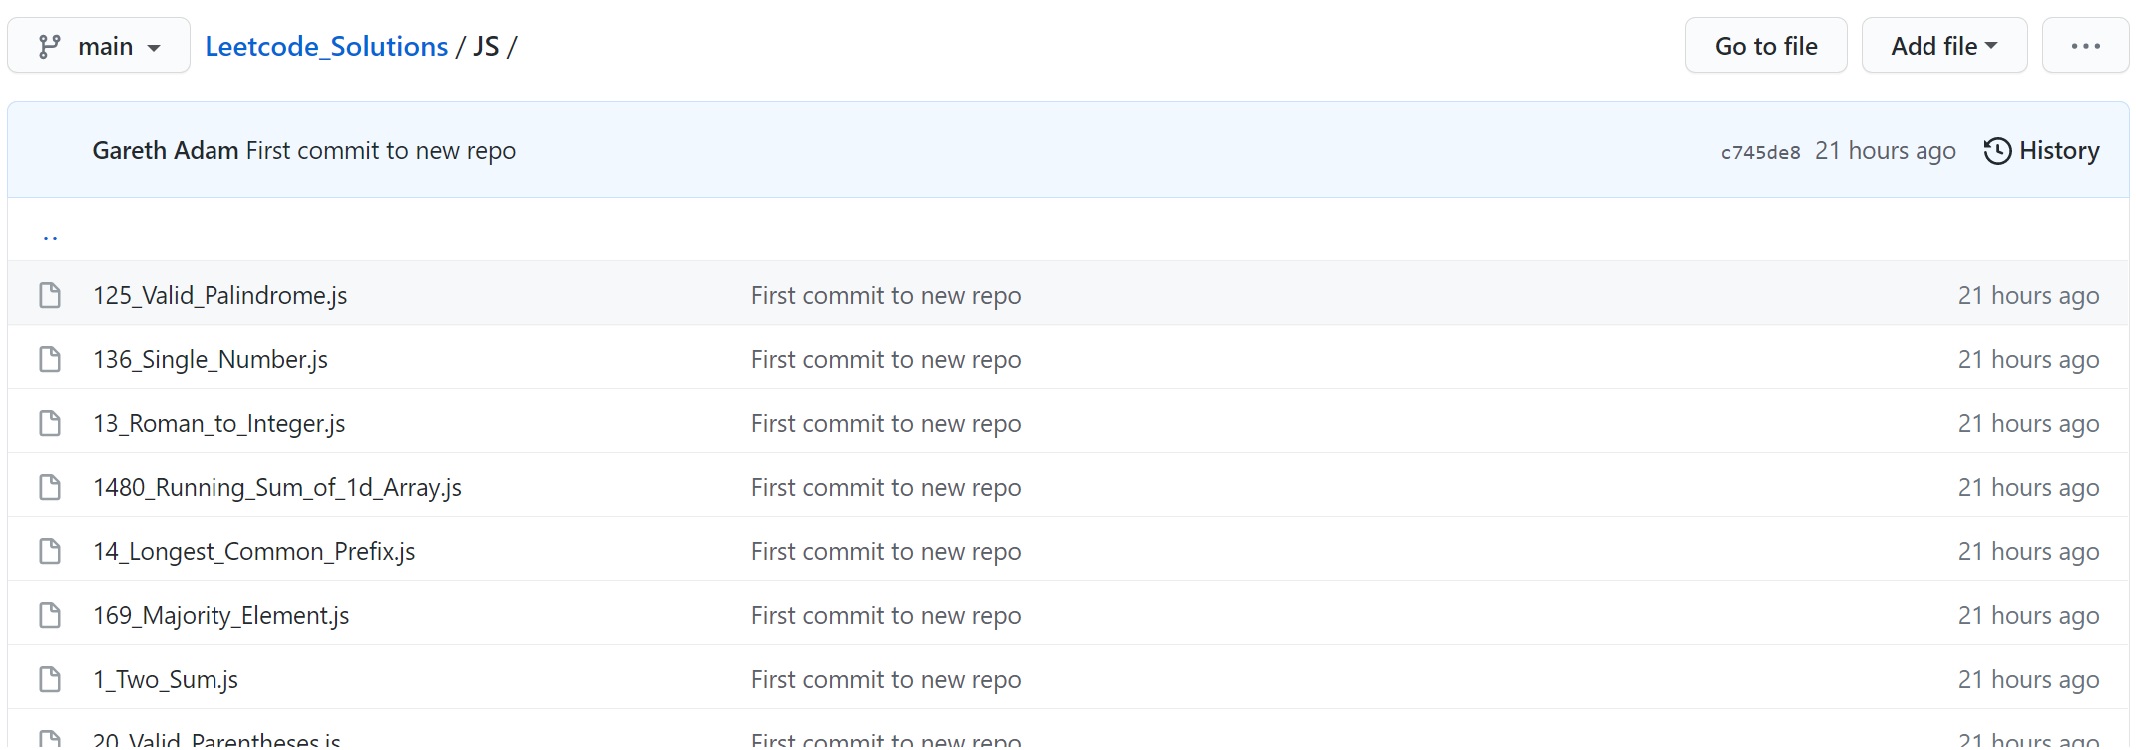 main Leetcode_Solutions / JS / Go to file Add file ...
Gareth Adam First commit to new repo c745de8 21 hours ago History
..
125_Valid_Palindrome.js First commit to new repo 21 hours ago
136_Single_Number.js First commit to new repo 21 hours ago
13_Roman_to_Integer.js First commit to new repo 21 hours ago
1480_Running_Sum_of_1d_Array.js First commit to new repo 21 hours ago
14_Longest_Common_Prefix.js First commit to new repo 21 hours ago
169_Majority_Element.js First commit to new repo 21 hours ago
1_Two_Sum.js First commit to new repo 21 hours ago
20_Valid_Parentheses.js First commit to new repo 21 hours ago